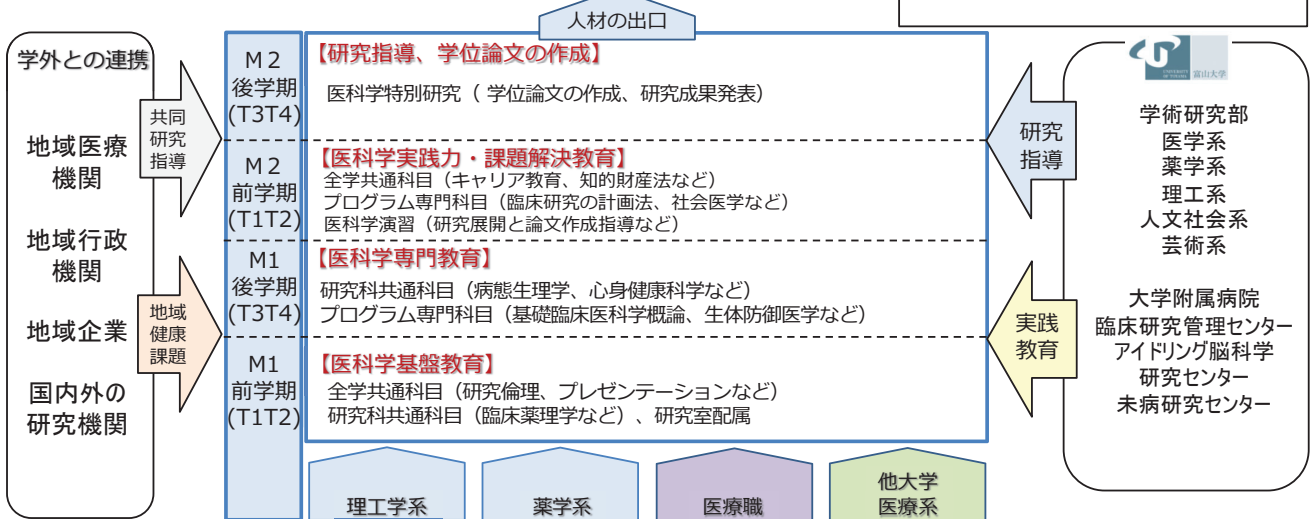 人材の出口
学外との連携
地域医療
機関
地域行政
機関
地域企業
国内外の
研究機関
共同
研究
指導
地域
健康
課題
M２
後学期
(T3T4)
【研究指導、学位論文の作成】
医科学特別研究（ 学位論文の作成、研究成果発表）
M２
前学期
(T1T2)
【医科学実践力・課題解決教育】
全学共通科目（キャリア教育、知的財産法など）
プログラム専門科目（臨床研究の計画法、社会医学など）
医科学演習（研究展開と論文作成指導など）
M1
後学期
(T3T4)
【医科学専門教育】
研究科共通科目（病態生理学、心身健康科学など）
プログラム専門科目（基礎臨床医科学概論、生体防御医学など）
M1
前学期
(T1T2)
【医科学基盤教育】
全学共通科目（研究倫理、プレゼンテーションなど）
研究科共通科目（臨床薬理学など）、研究室配属
理工学系
薬学系
医療職
他大学
医療系
研究
指導
実践
教育
富山大学
学術研究部
医学系
薬学系
理工系
人文社会系
芸術系
大学附属病院
臨床研究管理センター
アイドリング脳科学
研究センター
未病研究センター